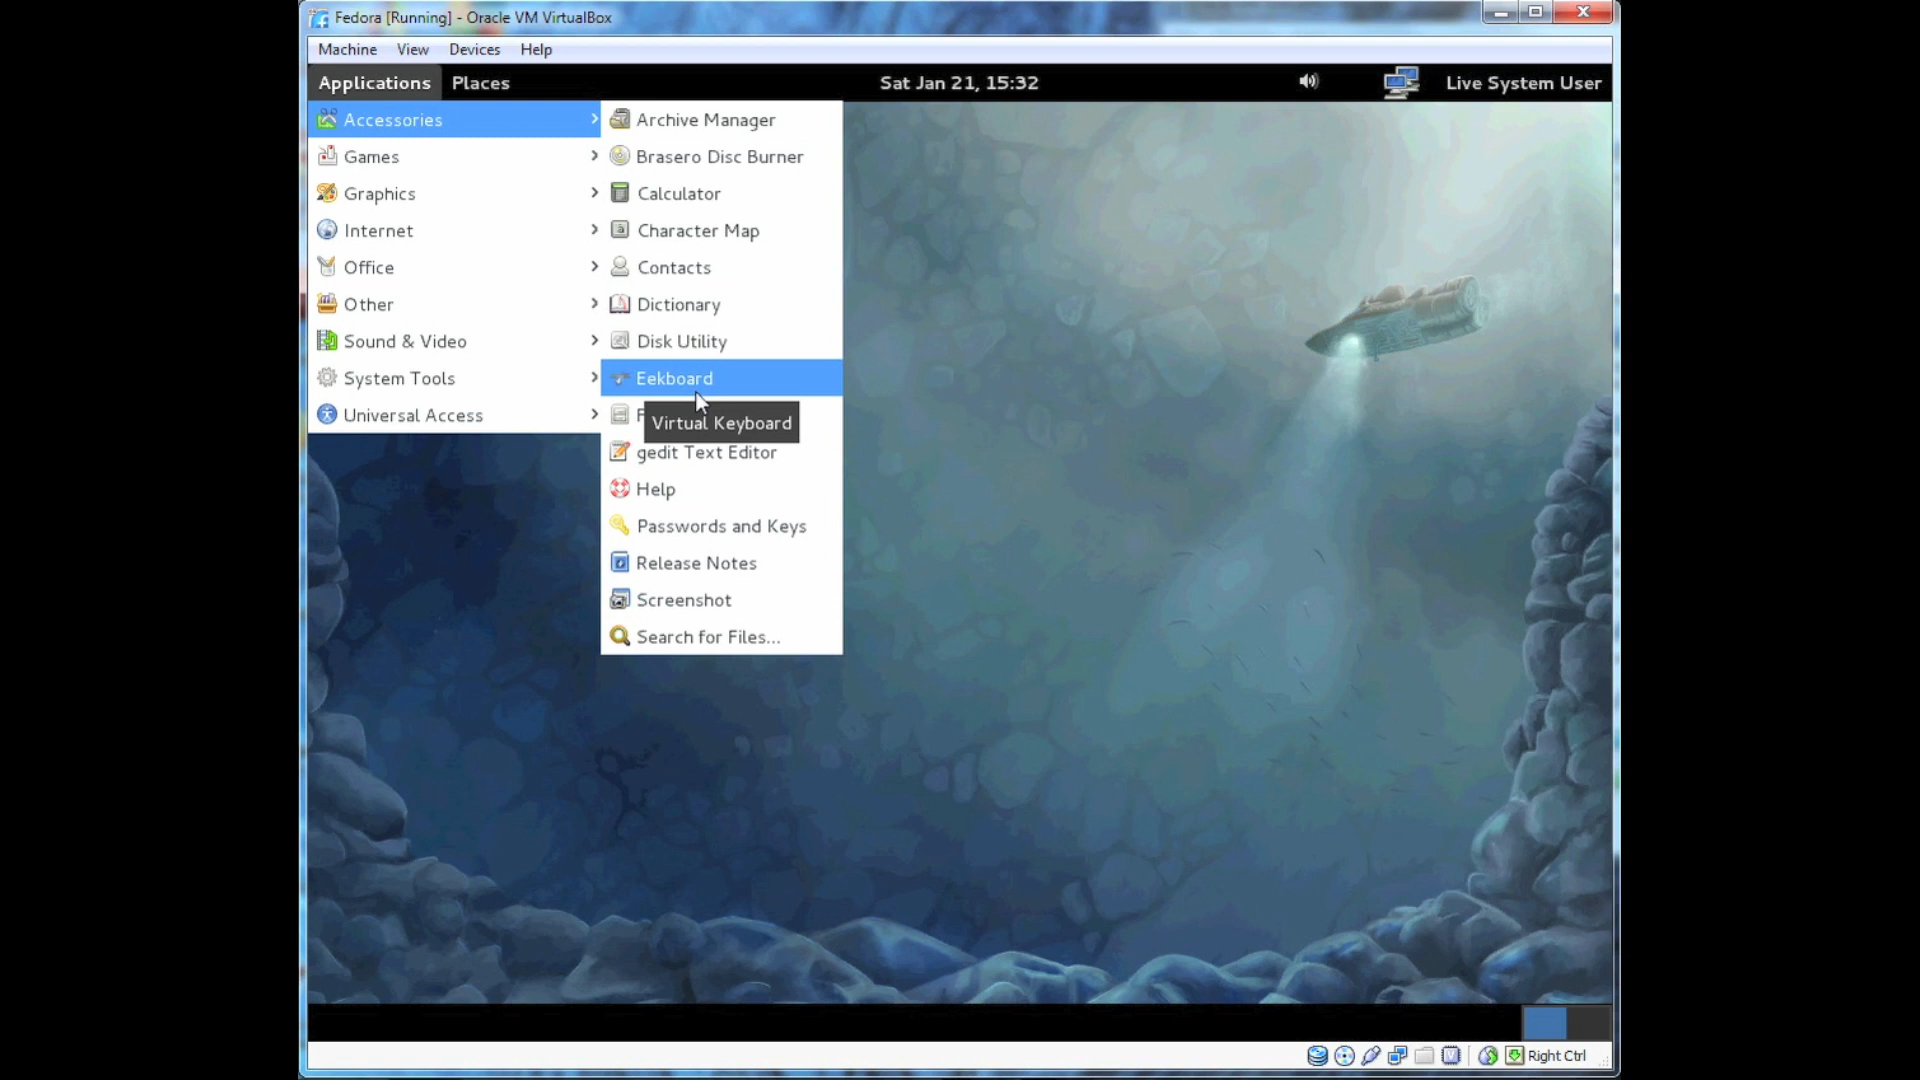 Fedora [Running] - Oracle VM VirtualBox
Machine View Devices Help
Applications Places Sat Jan 21, 15:32 Live System User
Accessories
Games
Graphics
Internet
Office
Other
Sound & Video
System Tools
Universal Access
Archive Manager
Brasero Disc Burner
Calculator
Character Map
Contacts
Dictionary
Disk Utility
Eekboard
Virtual Keyboard
gedit Text Editor
Help
Passwords and Keys
Release Notes
Screenshot
Search for Files...
Right Ctrl